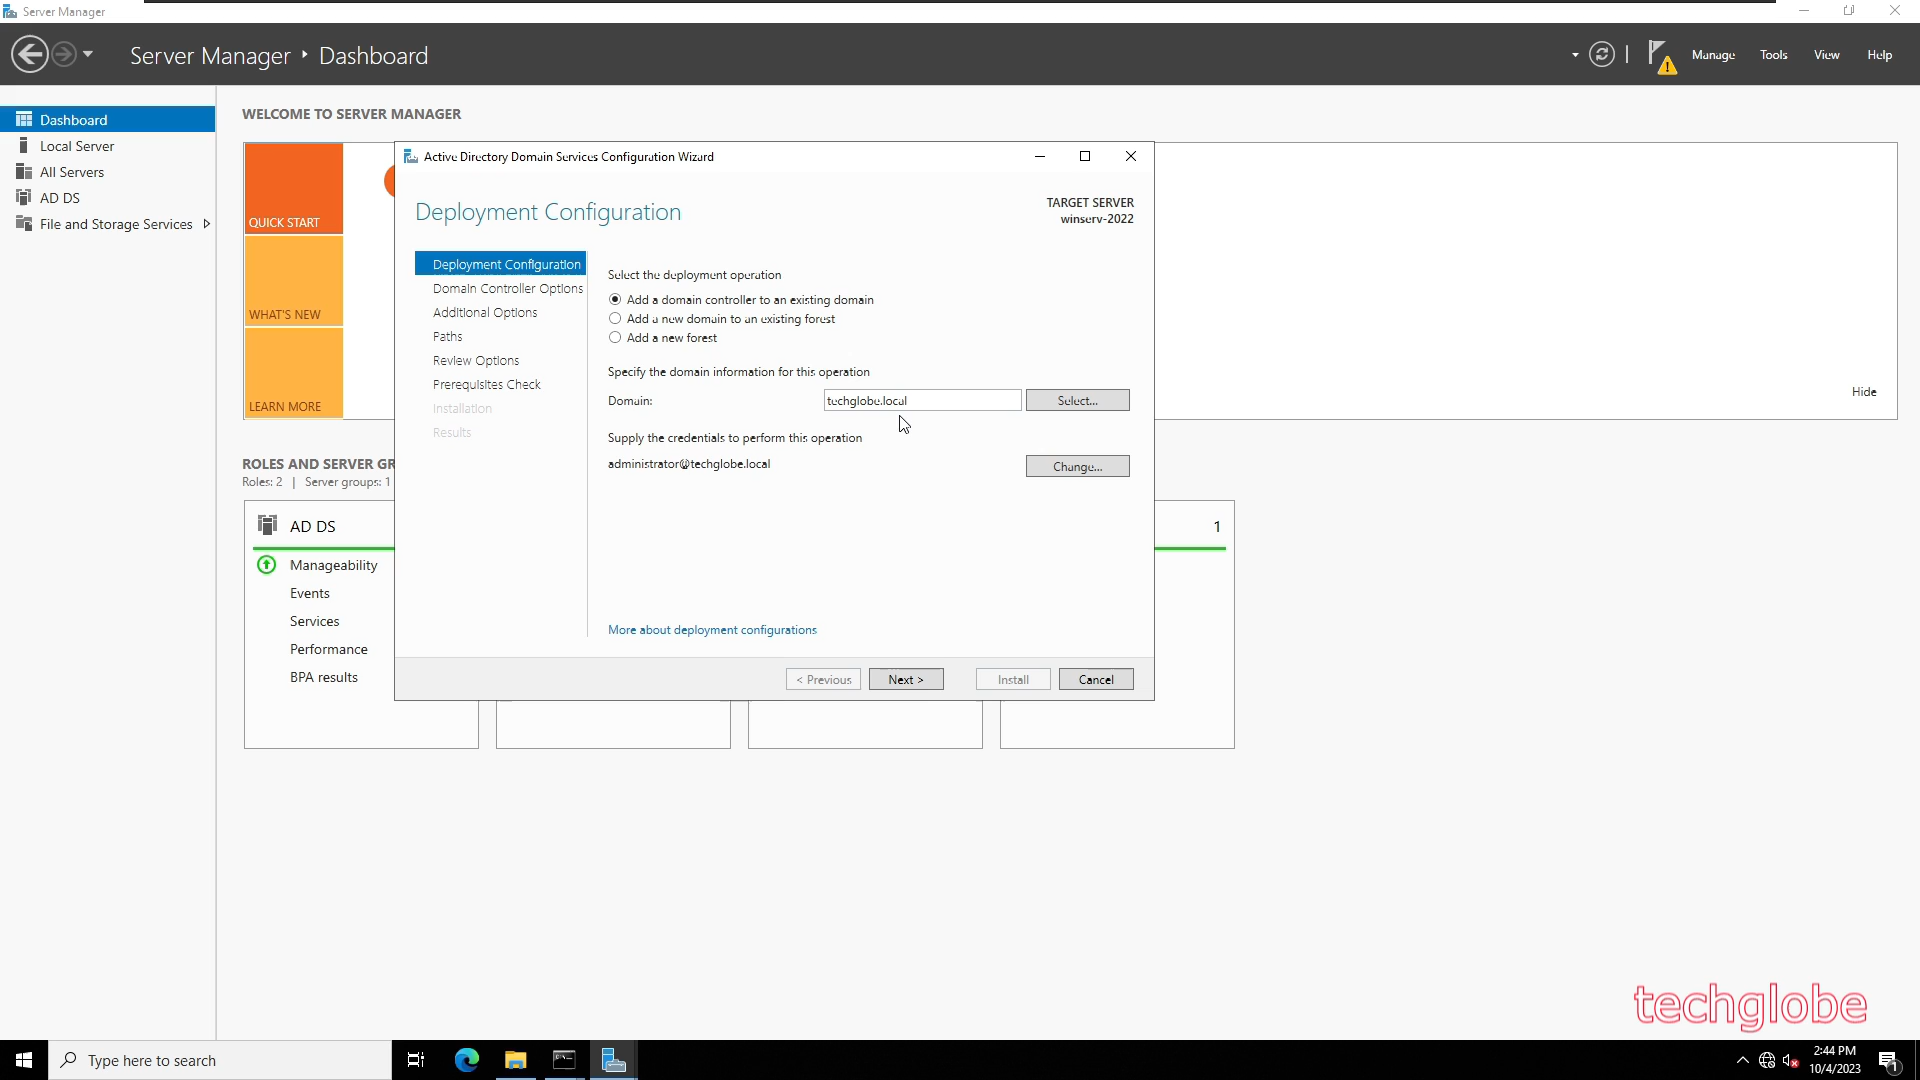 Server Manager
Server Manager ‣ Dashboard
Manage Tools View Help
Dashboard
Local Server
All Servers
AD DS
File and Storage Services
WELCOME TO SERVER MANAGER
QUICK START
WHAT'S NEW
LEARN MORE
Hide
ROLES AND SERVER GR
Roles: 2 | Server groups: 1
AD DS
1
Manageability
Events
Services
Performance
BPA results
Active Directory Domain Services Configuration Wizard
Deployment Configuration
TARGET SERVER
winserv-2022
Deployment Configuration
Domain Controller Options
Additional Options
Paths
Review Options
Prerequisites Check
Installation
Results
Select the deployment operation
Add a domain controller to an existing domain
Add a new domain to an existing forest
Add a new forest
Specify the domain information for this operation
Domain: techglobe.local Select...
Supply the credentials to perform this operation
administrator@techglobe.local Change...
More about deployment configurations
< Previous Next > Install Cancel
techglobe
Type here to search
2:44 PM
10/4/2023
1